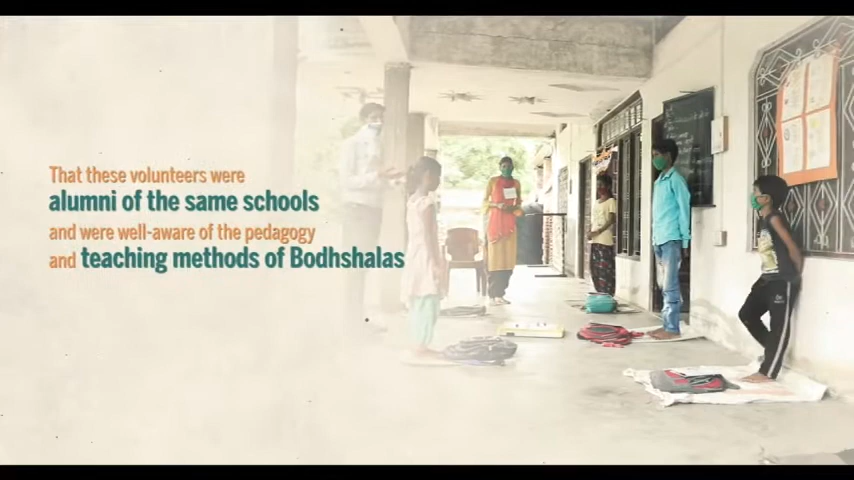 That these volunteers were
alumni of the same schools
and were well-aware of the pedagogy
and teaching methods of Bodhshalas